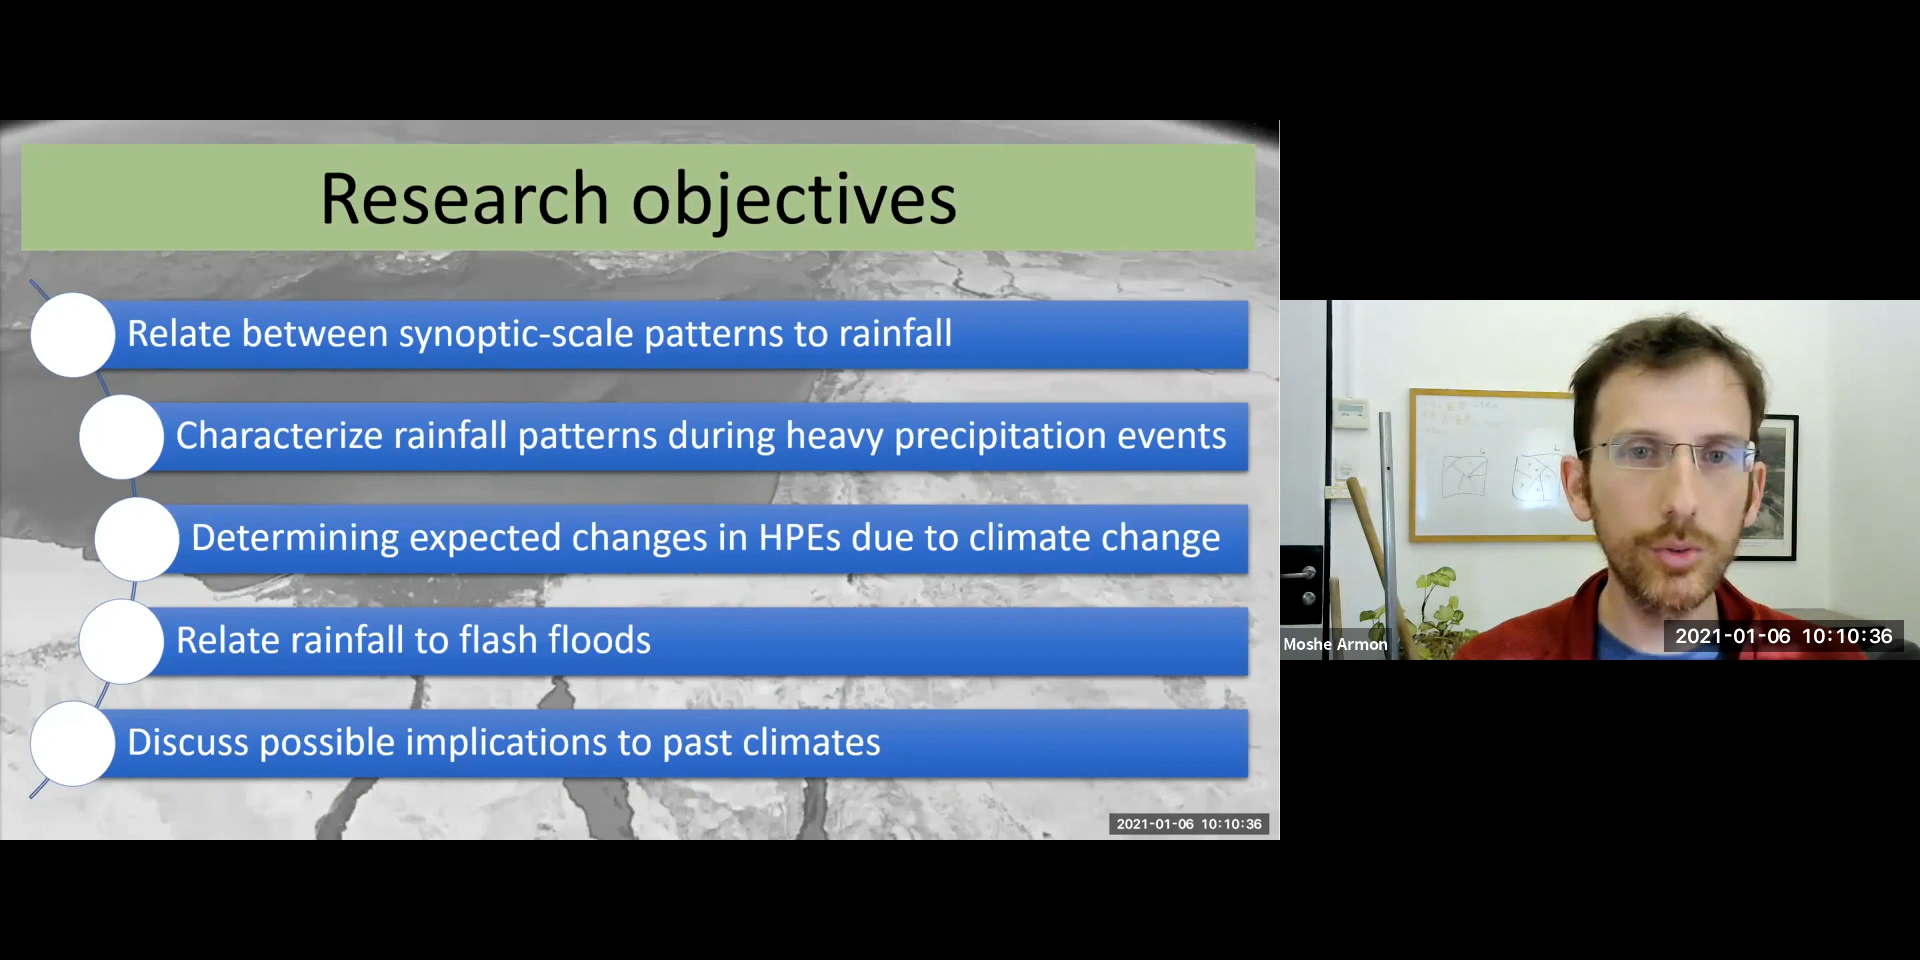 Research objectives
Relate between synoptic-scale patterns to rainfall
Characterize rainfall patterns during heavy precipitation events
Determining expected changes in HPEs due to climate change
Relate rainfall to flash floods
Discuss possible implications to past climates
2021-01-06 10:10:36
Moshe Armon
2021-01-06 10:10:36